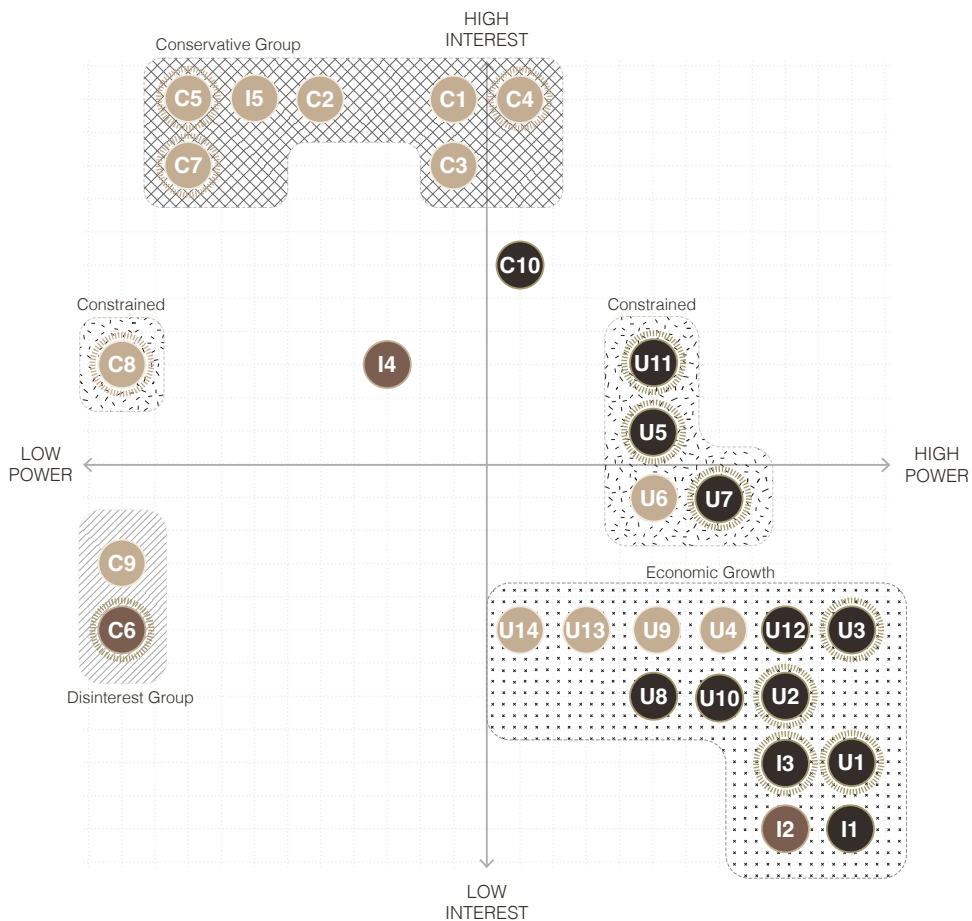 HIGH
INTEREST
Conservative Group
C5
I5
C2
C1
C4
C7
C3
C10
Constrained
Constrained
C8
I4
U11
U5
LOW
POWER
HIGH
POWER
U6
U7
C9
Economic Growth
C6
U14
U13
U9
U4
U12
U3
Disinterest Group
U8
U10
U2
I3
U1
I2
I1
LOW
INTEREST